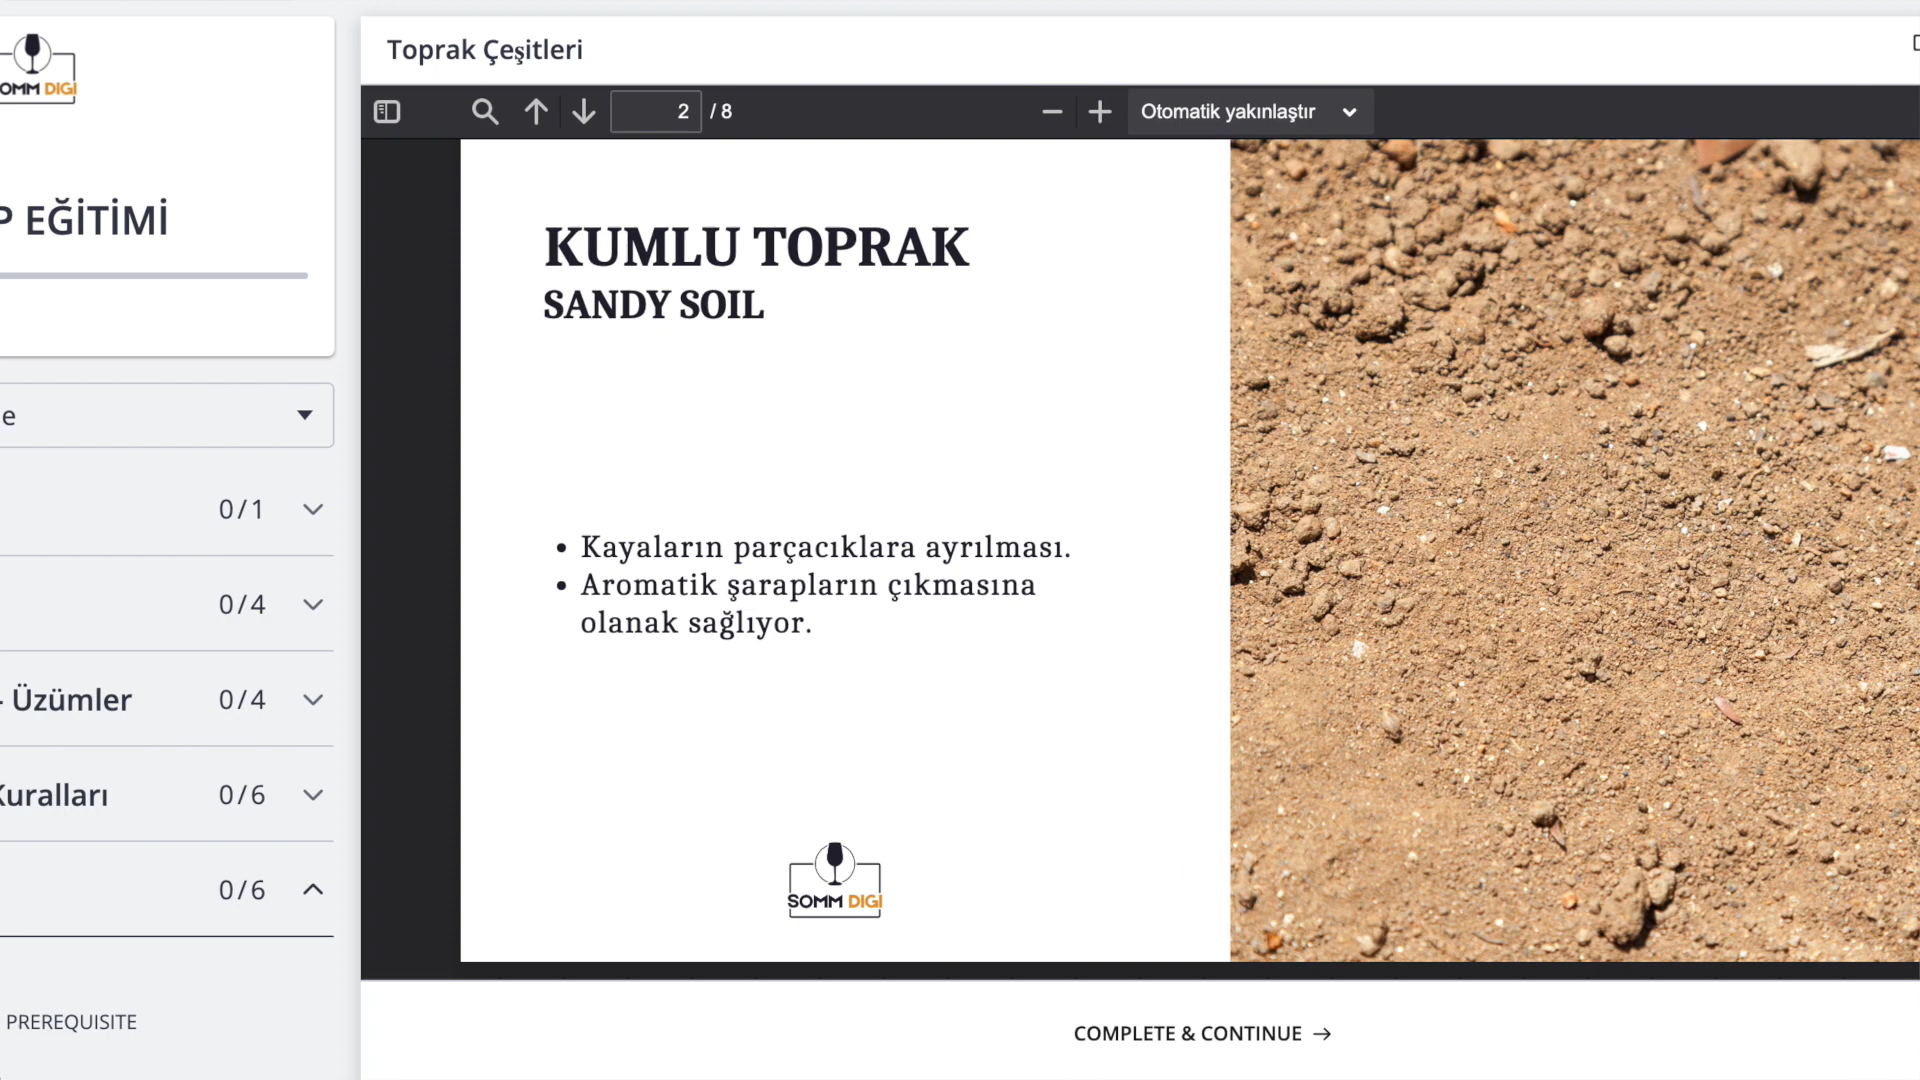 OMM DIGI
P EĞİTİMİ
e
0/1
0/4
- Üzümler 0/4
Kuralları 0/6
0/6
PREREQUISITE
Toprak Çeşitleri
2 / 8
Otomatik yakınlaştır
KUMLU TOPRAK
SANDY SOIL
• Kayaların parçacıklara ayrılması.
• Aromatik şarapların çıkmasına
olanak sağlıyor.
SOMM DIGI
COMPLETE & CONTINUE →